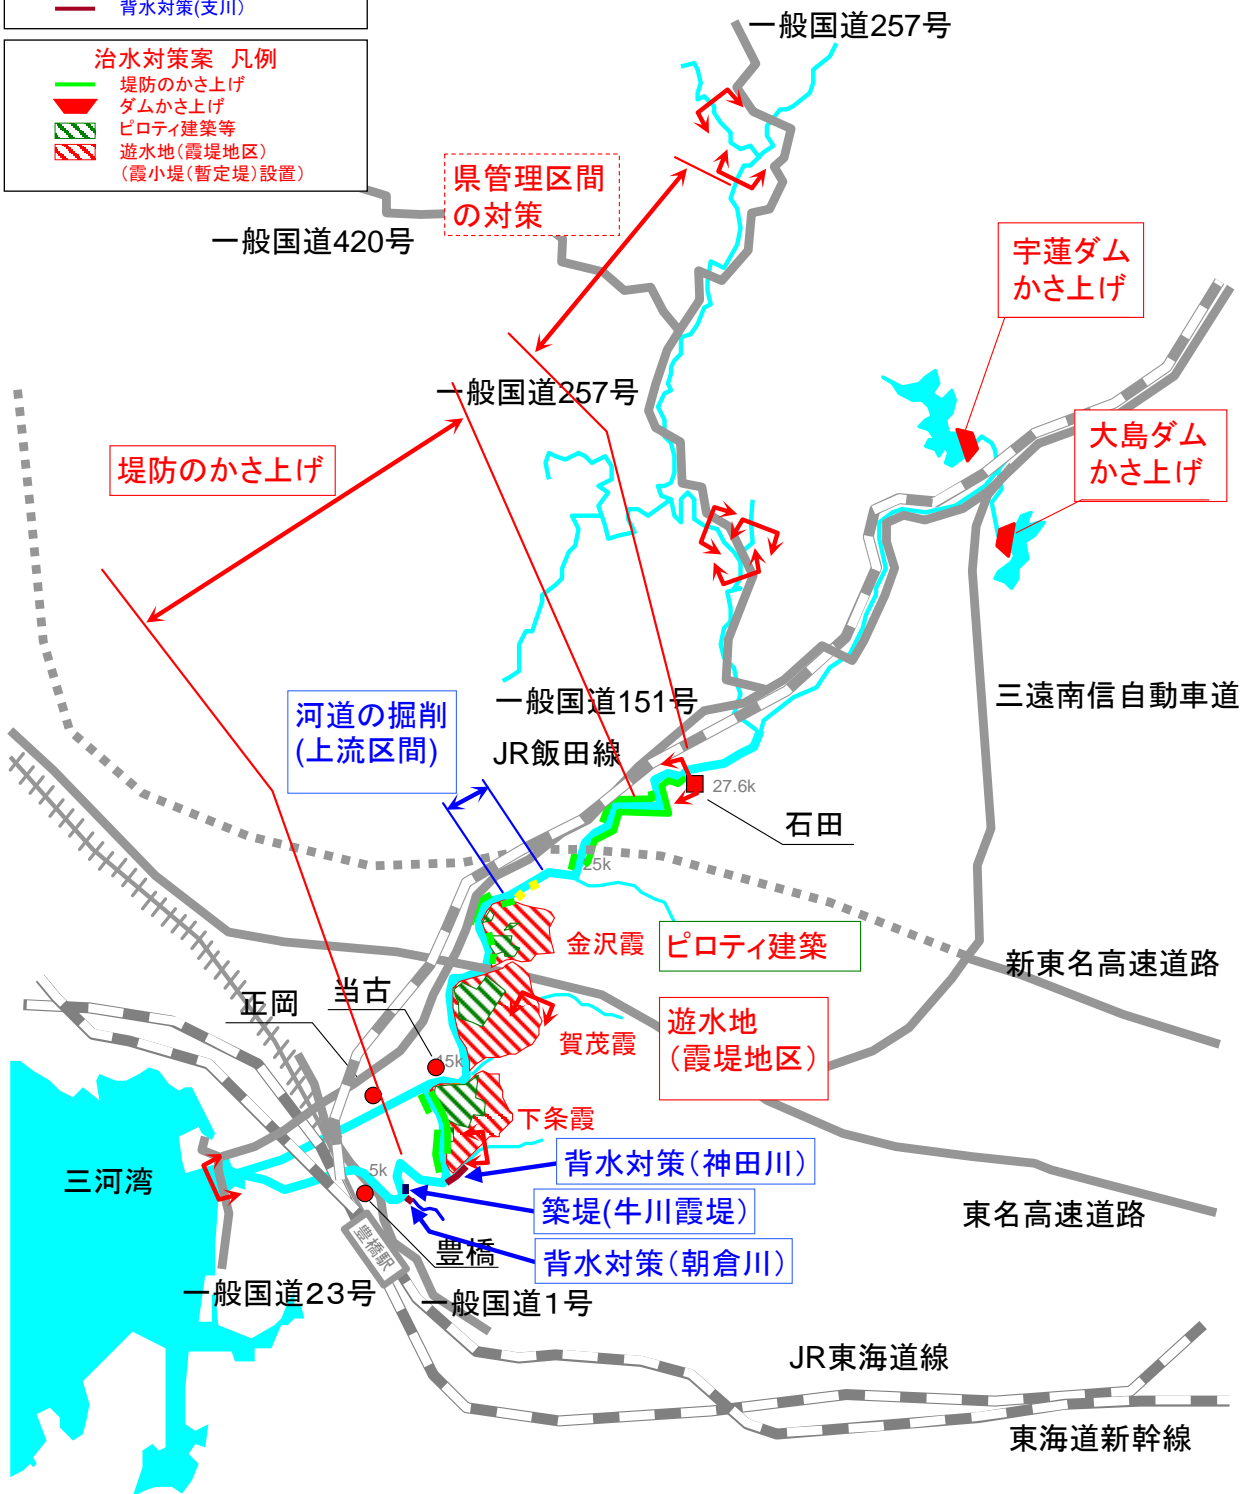 背水対策(支川)
治水対策案 凡例
堤防のかさ上げ
ダムかさ上げ
ピロティ建築等
遊水地(霞堤地区)
(霞小堤(暫定堤)設置)
一般国道257号
県管理区間
の対策
一般国道420号
宇蓮ダム
かさ上げ
一般国道257号
大島ダム
かさ上げ
堤防のかさ上げ
河道の掘削
(上流区間)
一般国道151号
三遠南信自動車道
JR飯田線
27.6k
石田
25k
金沢霞
ピロティ建築
新東名高速道路
正岡
当古
遊水地
(霞堤地区)
賀茂霞
15k
下条霞
背水対策(神田川)
三河湾
5k
築堤(牛川霞堤)
東名高速道路
豊橋駅
豊橋
背水対策(朝倉川)
一般国道23号
一般国道1号
JR東海道線
東海道新幹線